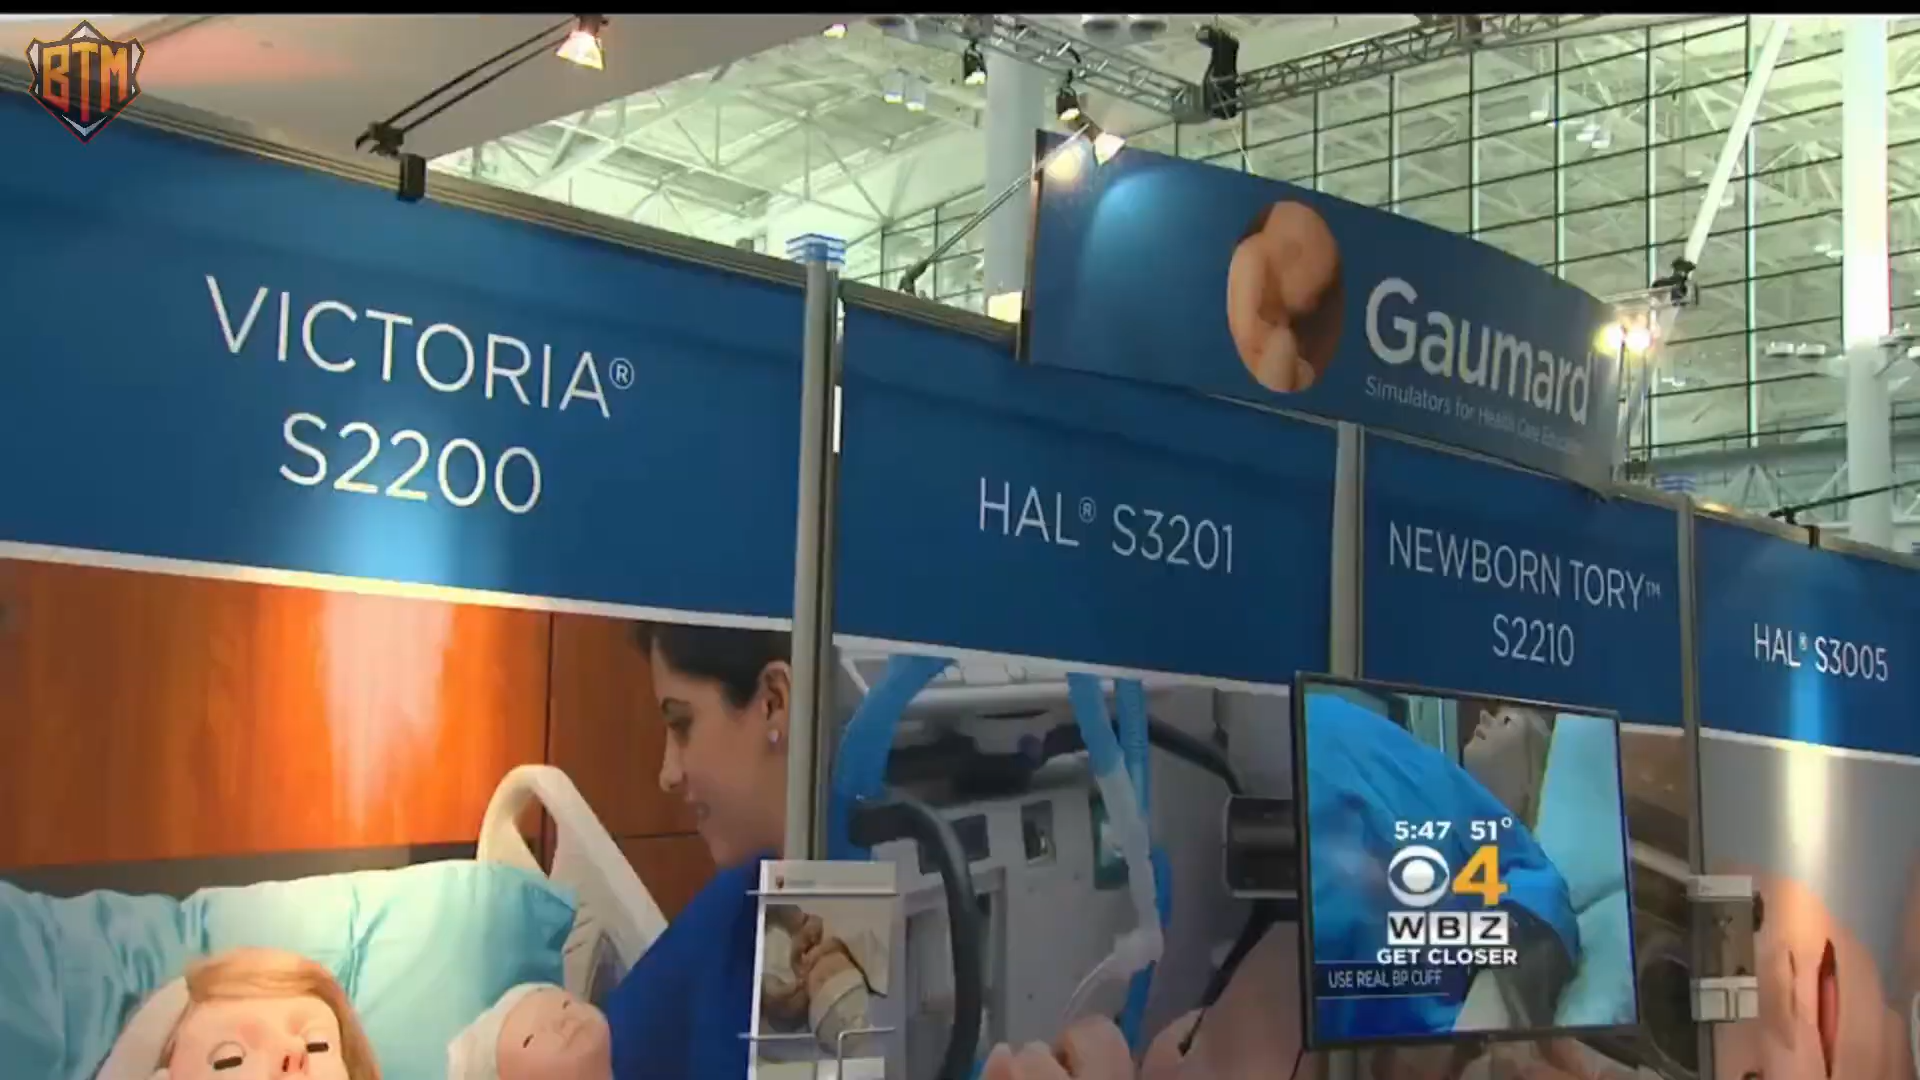 BTM
VICTORIA®
S2200
Gaumard
Simulators for Health Care Education
HAL® S3201
NEWBORN TORY™
S2210
HAL® S3005
5:47 51°
4
WBZ
GET CLOSER
USE REAL BP CUFF